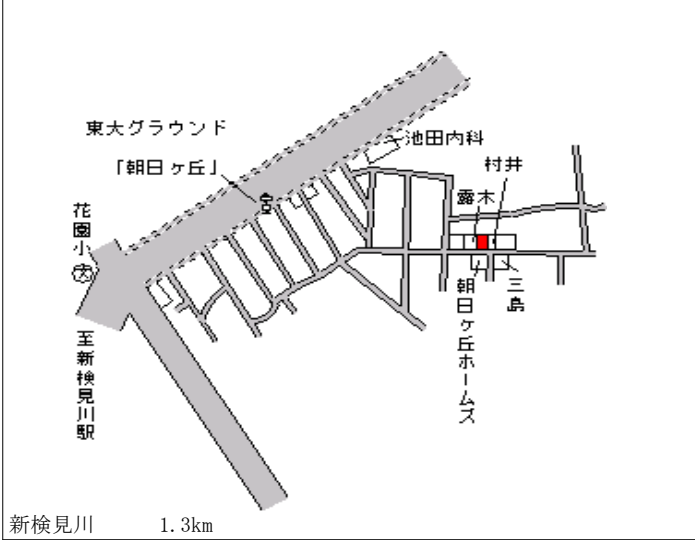 東大グラウンド
「朝日ヶ丘」
池田内科
村井
露木
花園小
文
三島
朝日ヶ丘ホームズ
至新検見川駅
新検見川 1.3km